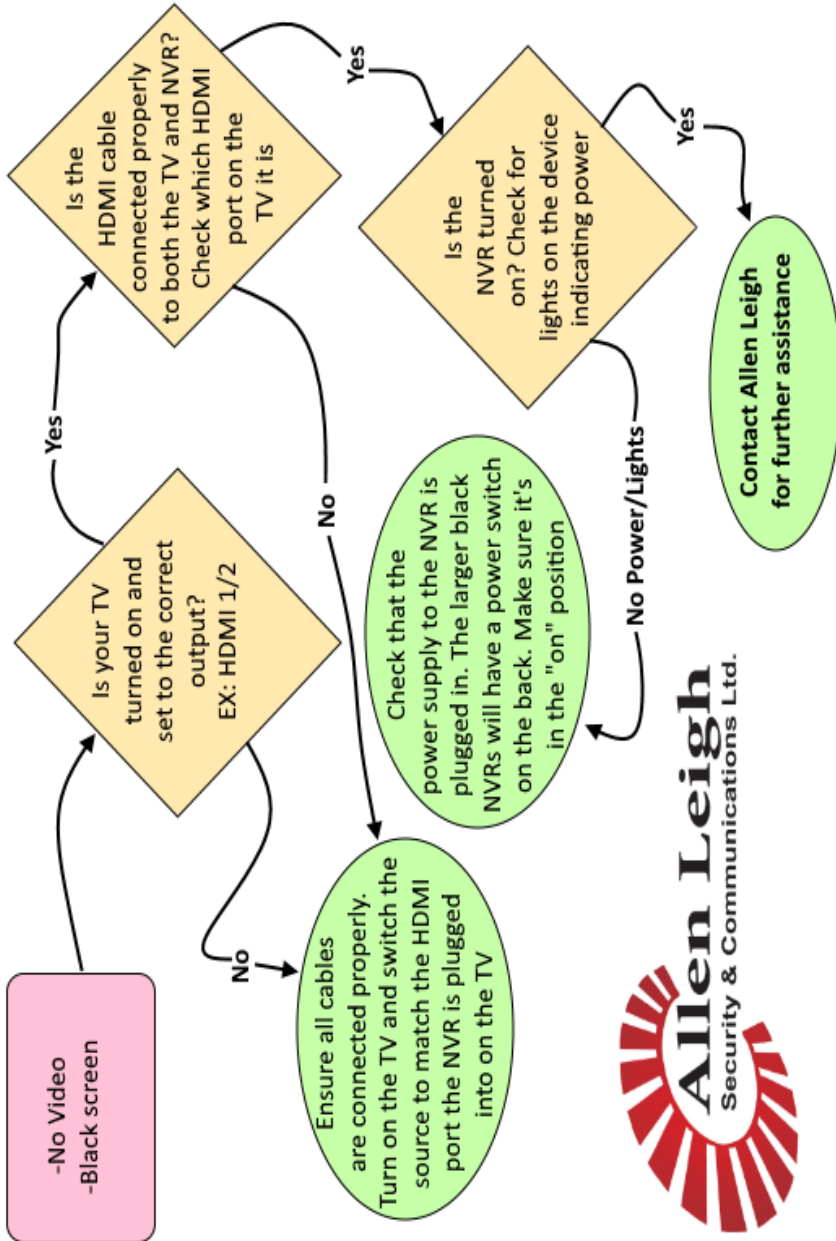 -No Video
-Black screen
Is your TV
turned on and
set to the correct
output?
EX: HDMI 1/2
Yes
No
Is the
HDMI cable
connected properly
to both the TV and NVR?
Check which HDMI
port on the
TV it is
Yes
No
Ensure all cables
are connected properly.
Turn on the TV and switch the
source to match the HDMI
port the NVR is plugged
into on the TV
Is the
NVR turned
on? Check for
lights on the device
indicating power
Yes
No Power/Lights
Check that the
power supply to the NVR is
plugged in. The larger black
NVRs will have a power switch
on the back. Make sure it's
in the "on" position
Contact Allen Leigh
for further assistance
Allen Leigh
Security & Communications Ltd.